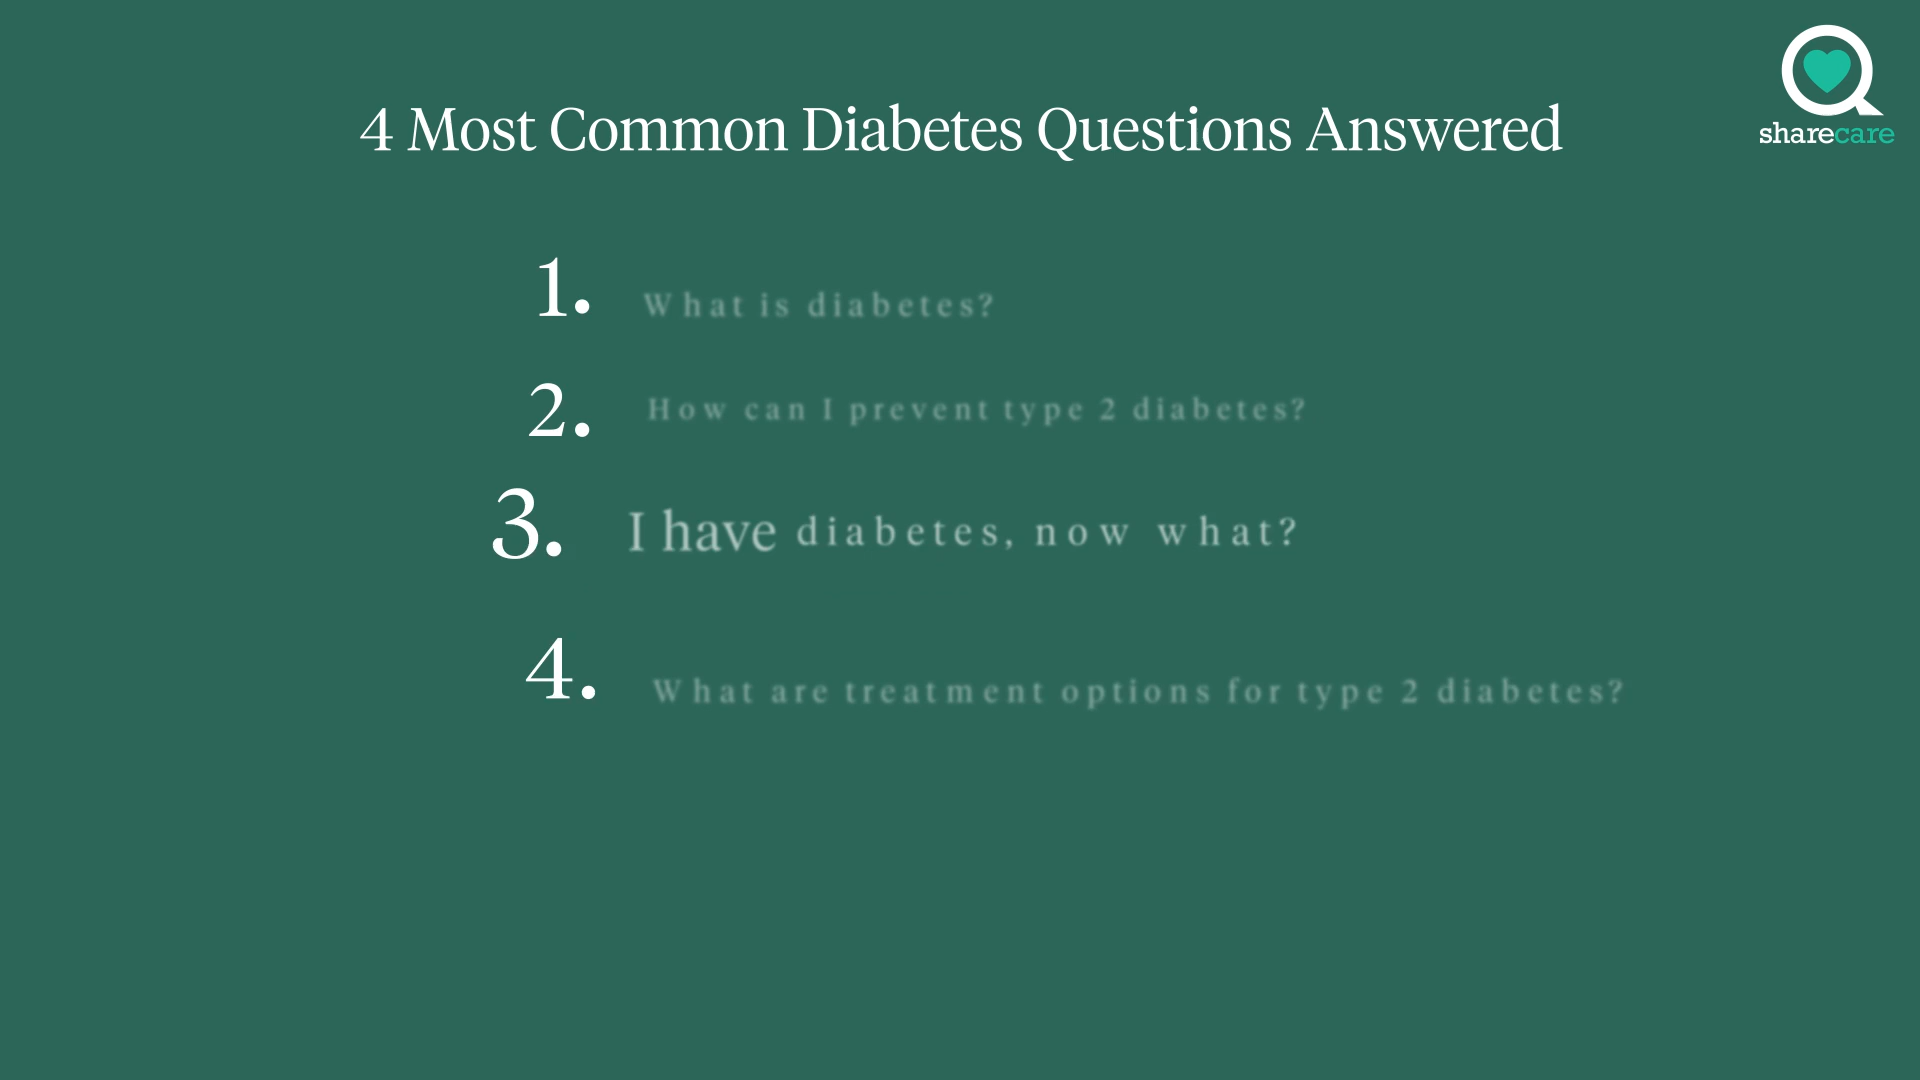 sharecare
4 Most Common Diabetes Questions Answered
1. What is diabetes?
2. How can I prevent type 2 diabetes?
3. I have diabetes, now what?
4. What are treatment options for type 2 diabetes?